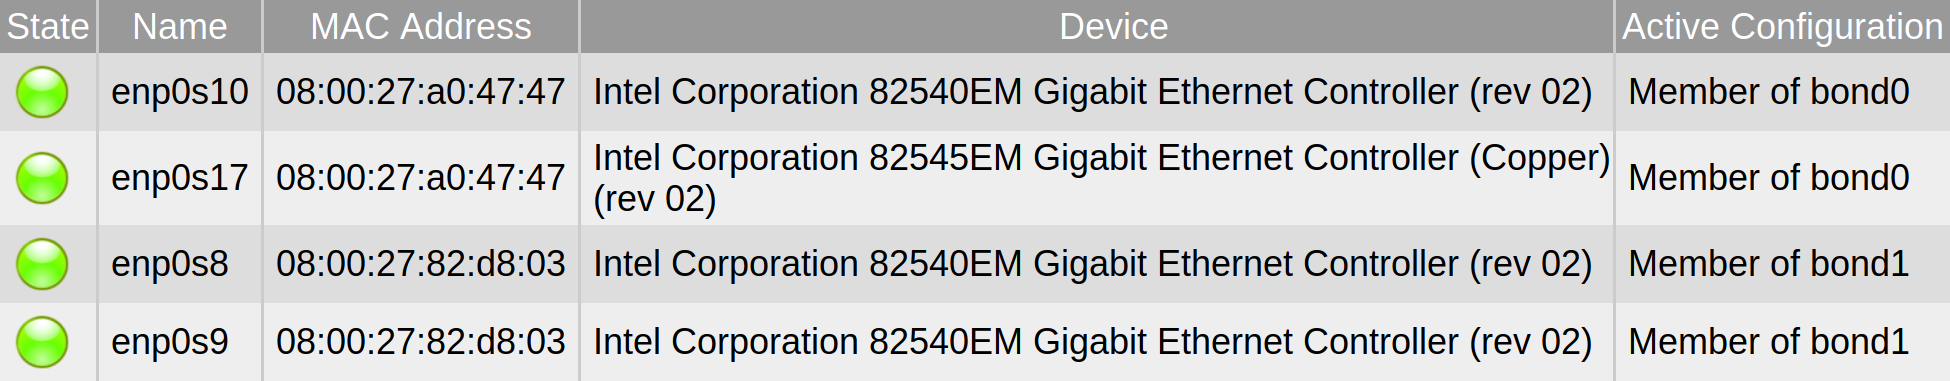 State Name MAC Address Device Active Configuration
enp0s10 08:00:27:a0:47:47 Intel Corporation 82540EM Gigabit Ethernet Controller (rev 02) Member of bond0
enp0s17 08:00:27:a0:47:47 Intel Corporation 82545EM Gigabit Ethernet Controller (Copper) Member of bond0
(rev 02)
enp0s8 08:00:27:82:d8:03 Intel Corporation 82540EM Gigabit Ethernet Controller (rev 02) Member of bond1
enp0s9 08:00:27:82:d8:03 Intel Corporation 82540EM Gigabit Ethernet Controller (rev 02) Member of bond1